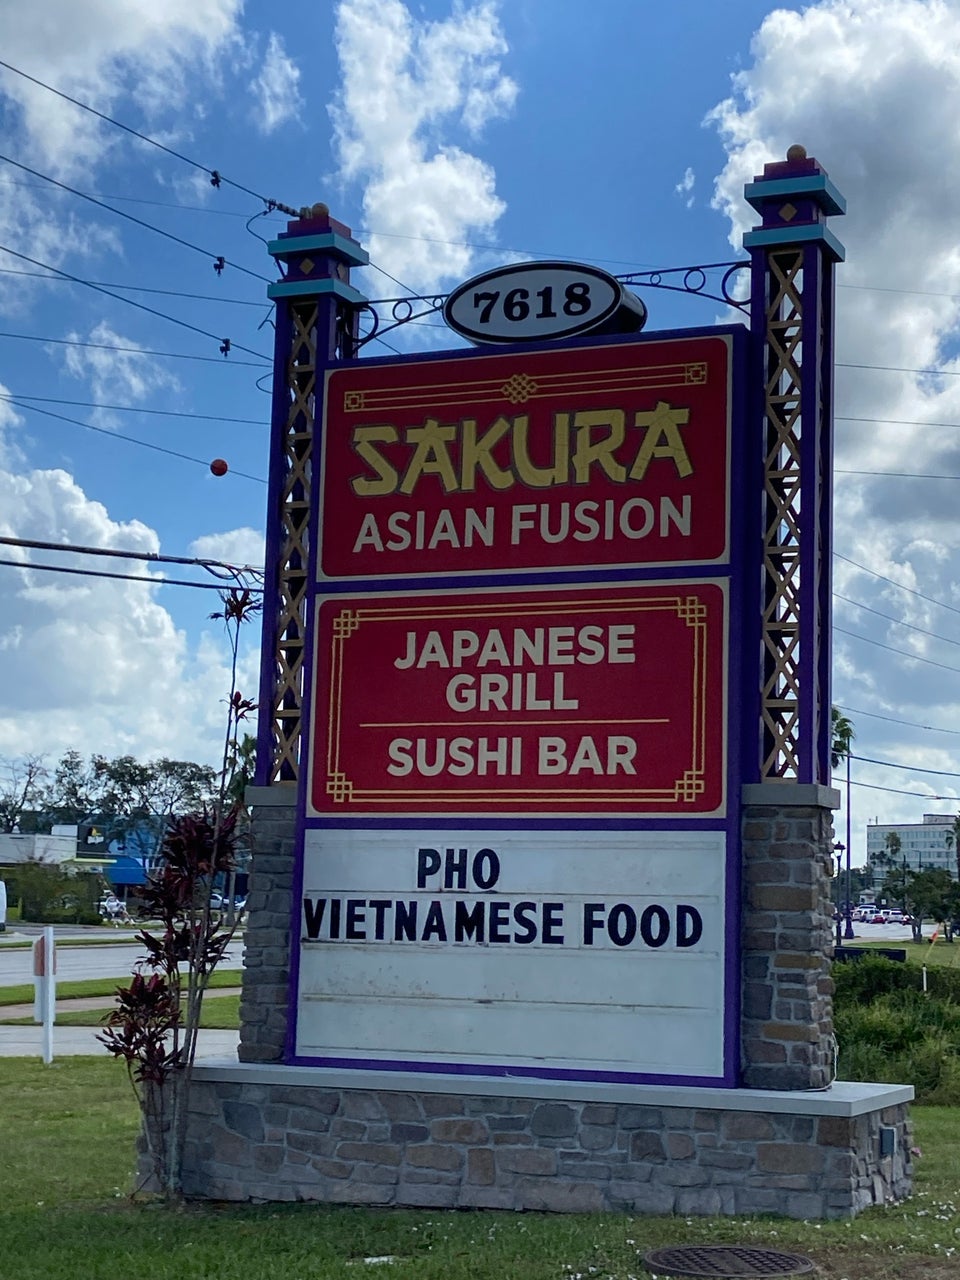 7618
SAKURA
ASIAN FUSION
JAPANESE
GRILL
SUSHI BAR
PHO
VIETNAMESE FOOD